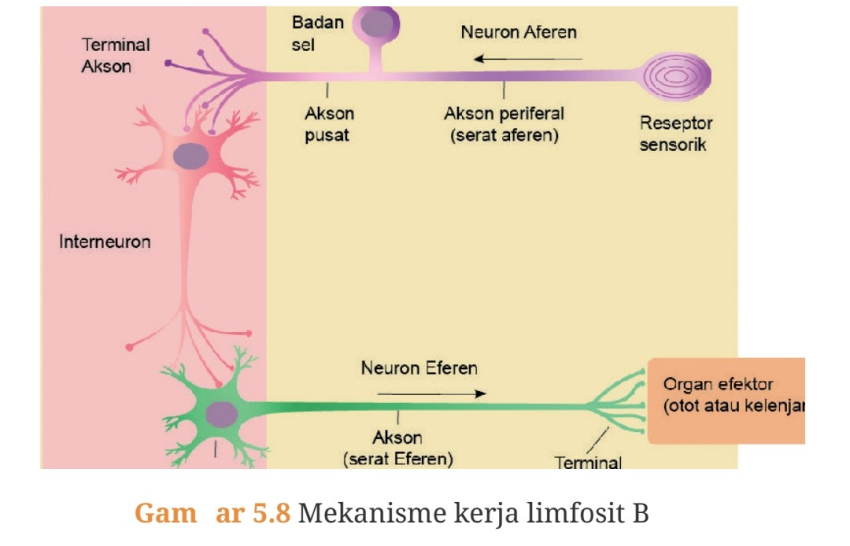 Badan
sel
Neuron Aferen
Terminal
Akson
Akson
pusat
Akson periferal
(serat aferen)
Reseptor
sensorik
Interneuron
Neuron Eferen
Organ efektor
(otot atau kelenjar
Akson
(serat Eferen)
Terminal
Gam ar 5.8 Mekanisme kerja limfosit B